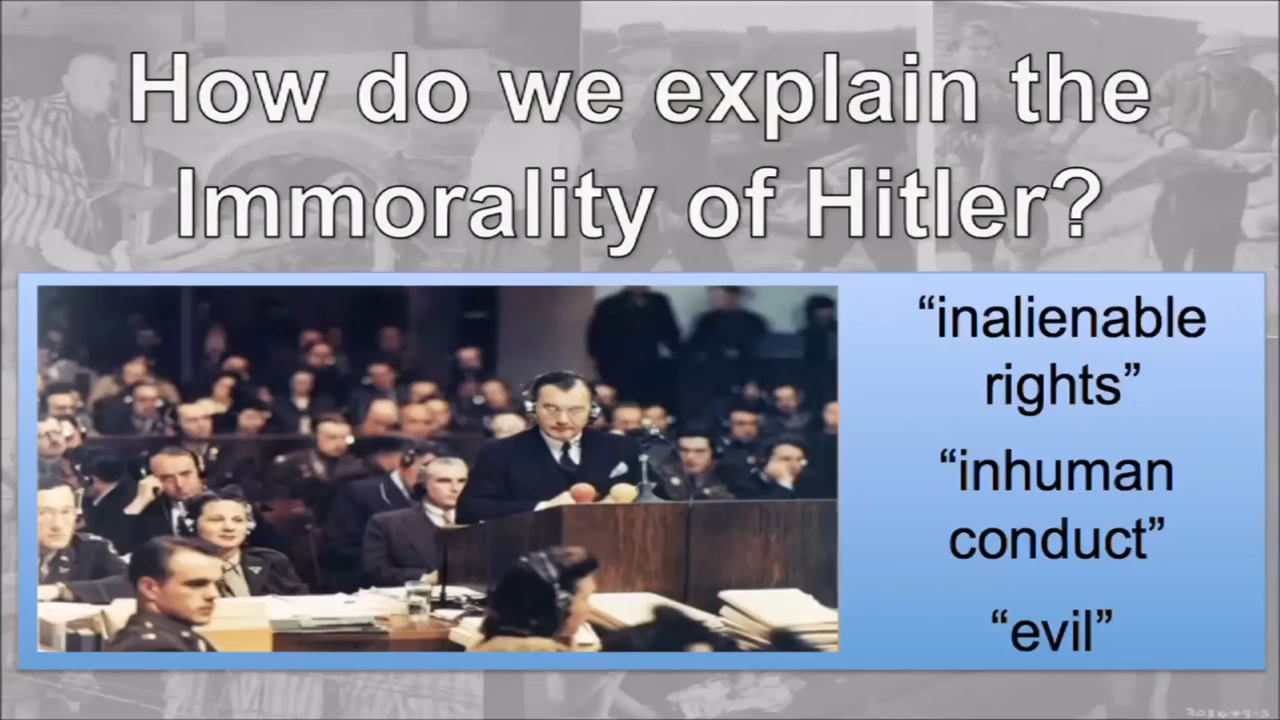 How do we explain the
Immorality of Hitler?
“inalienable
rights”
“inhuman
conduct”
“evil”